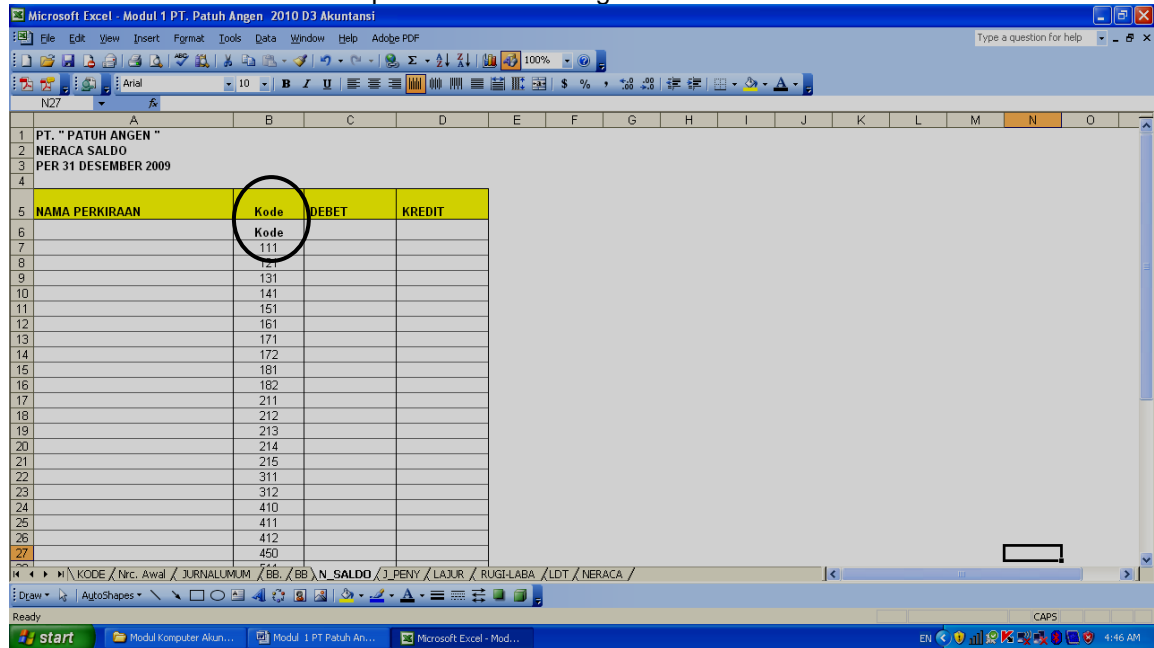 Microsoft Excel - Modul 1 PT. Patuh Angen 2010 D3 Akuntansi
File Edit View Insert Format Tools Data Window Help Adobe PDF Type a question for help
100%
Arial 10 B I U $ % ,
N27 fx
A B C D E F G H I J K L M N O
1 PT. " PATUH ANGEN "
2 NERACA SALDO
3 PER 31 DESEMBER 2009
4
5 NAMA PERKIRAAN Kode DEBET KREDIT
6 Kode
7 111
8 121
9 131
10 141
11 151
12 161
13 171
14 172
15 181
16 182
17 211
18 212
19 213
20 214
21 215
22 311
23 312
24 410
25 411
26 412
27 450
KODE / Nrc. Awal / JURNALUMUM / BB. / BB \ N_SALDO / J_PENY / LAJUR / RUGI-LABA / LDT / NERACA /
Draw AutoShapes
Ready CAPS
start Modul Komputer Akun... Modul 1 PT Patuh An... Microsoft Excel - Mod... EN 4:46 AM